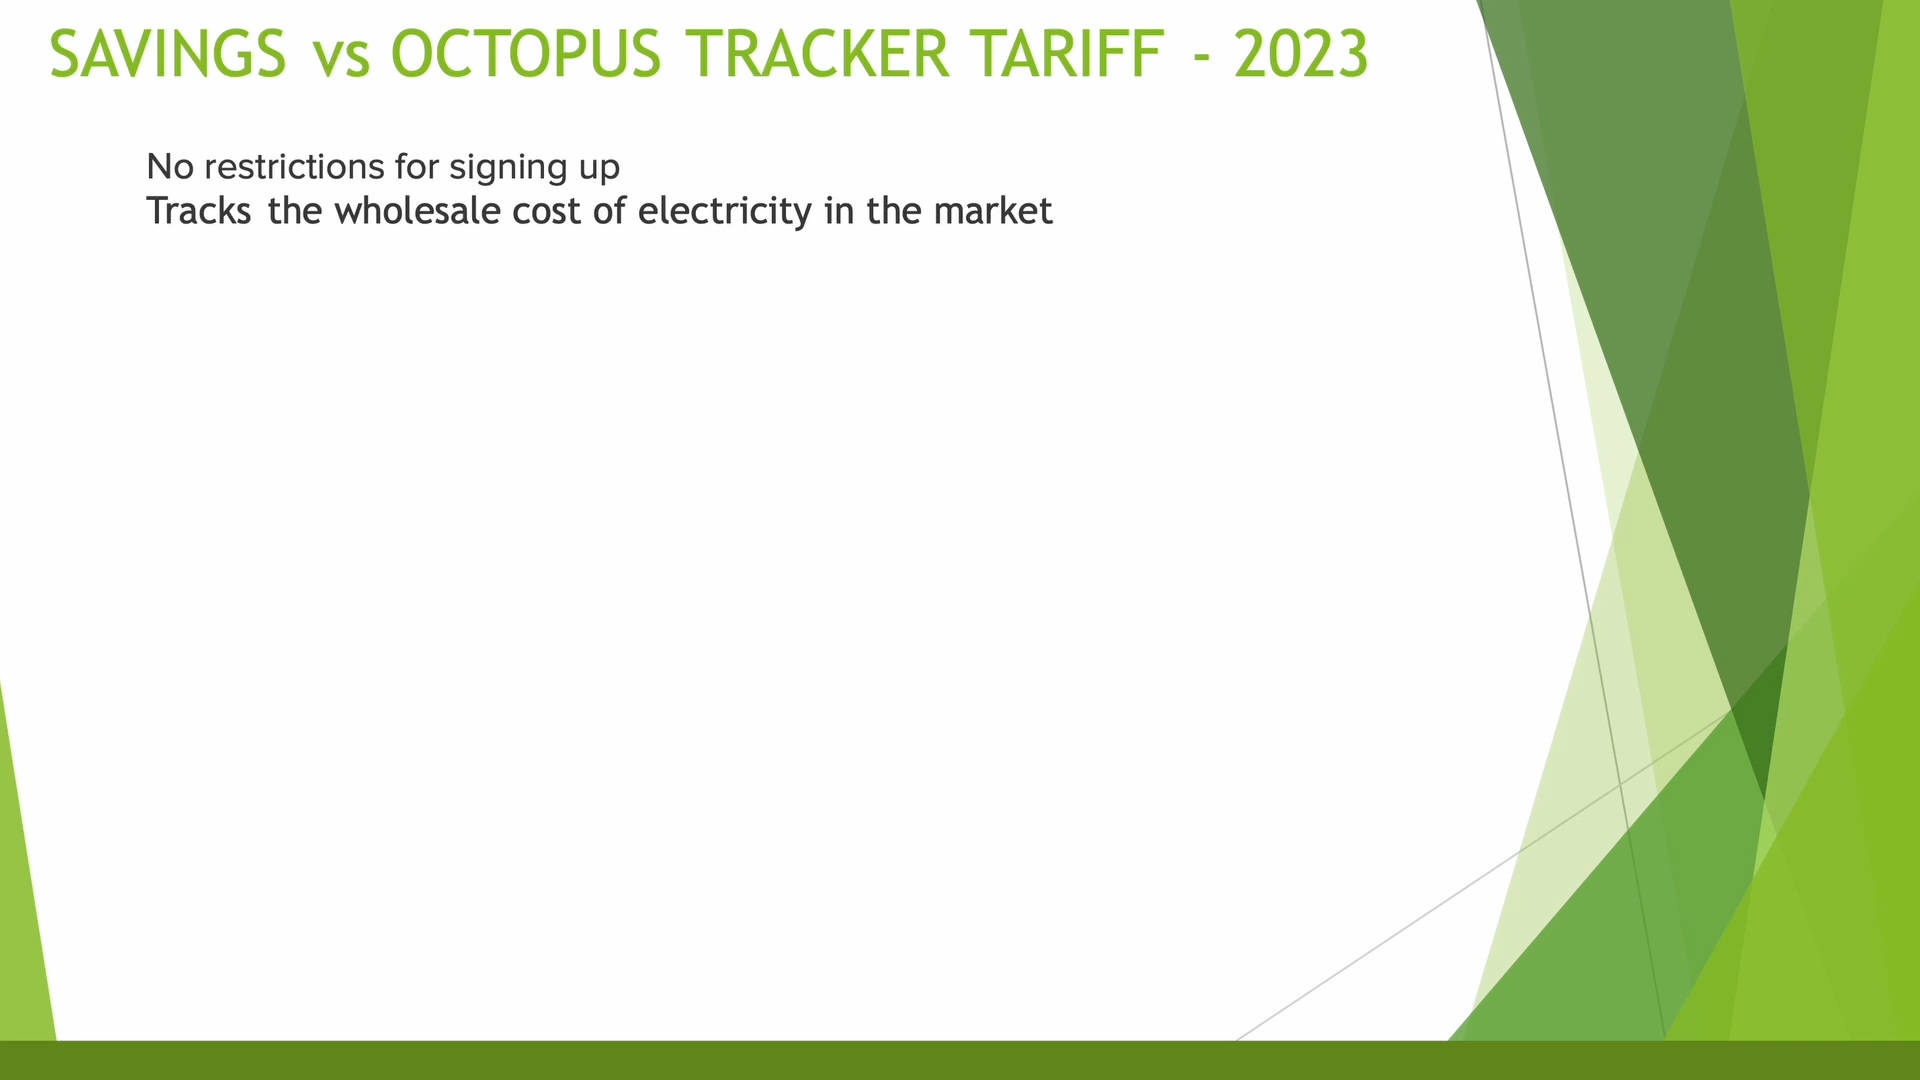 SAVINGS vs OCTOPUS TRACKER TARIFF - 2023
No restrictions for signing up
Tracks the wholesale cost of electricity in the market